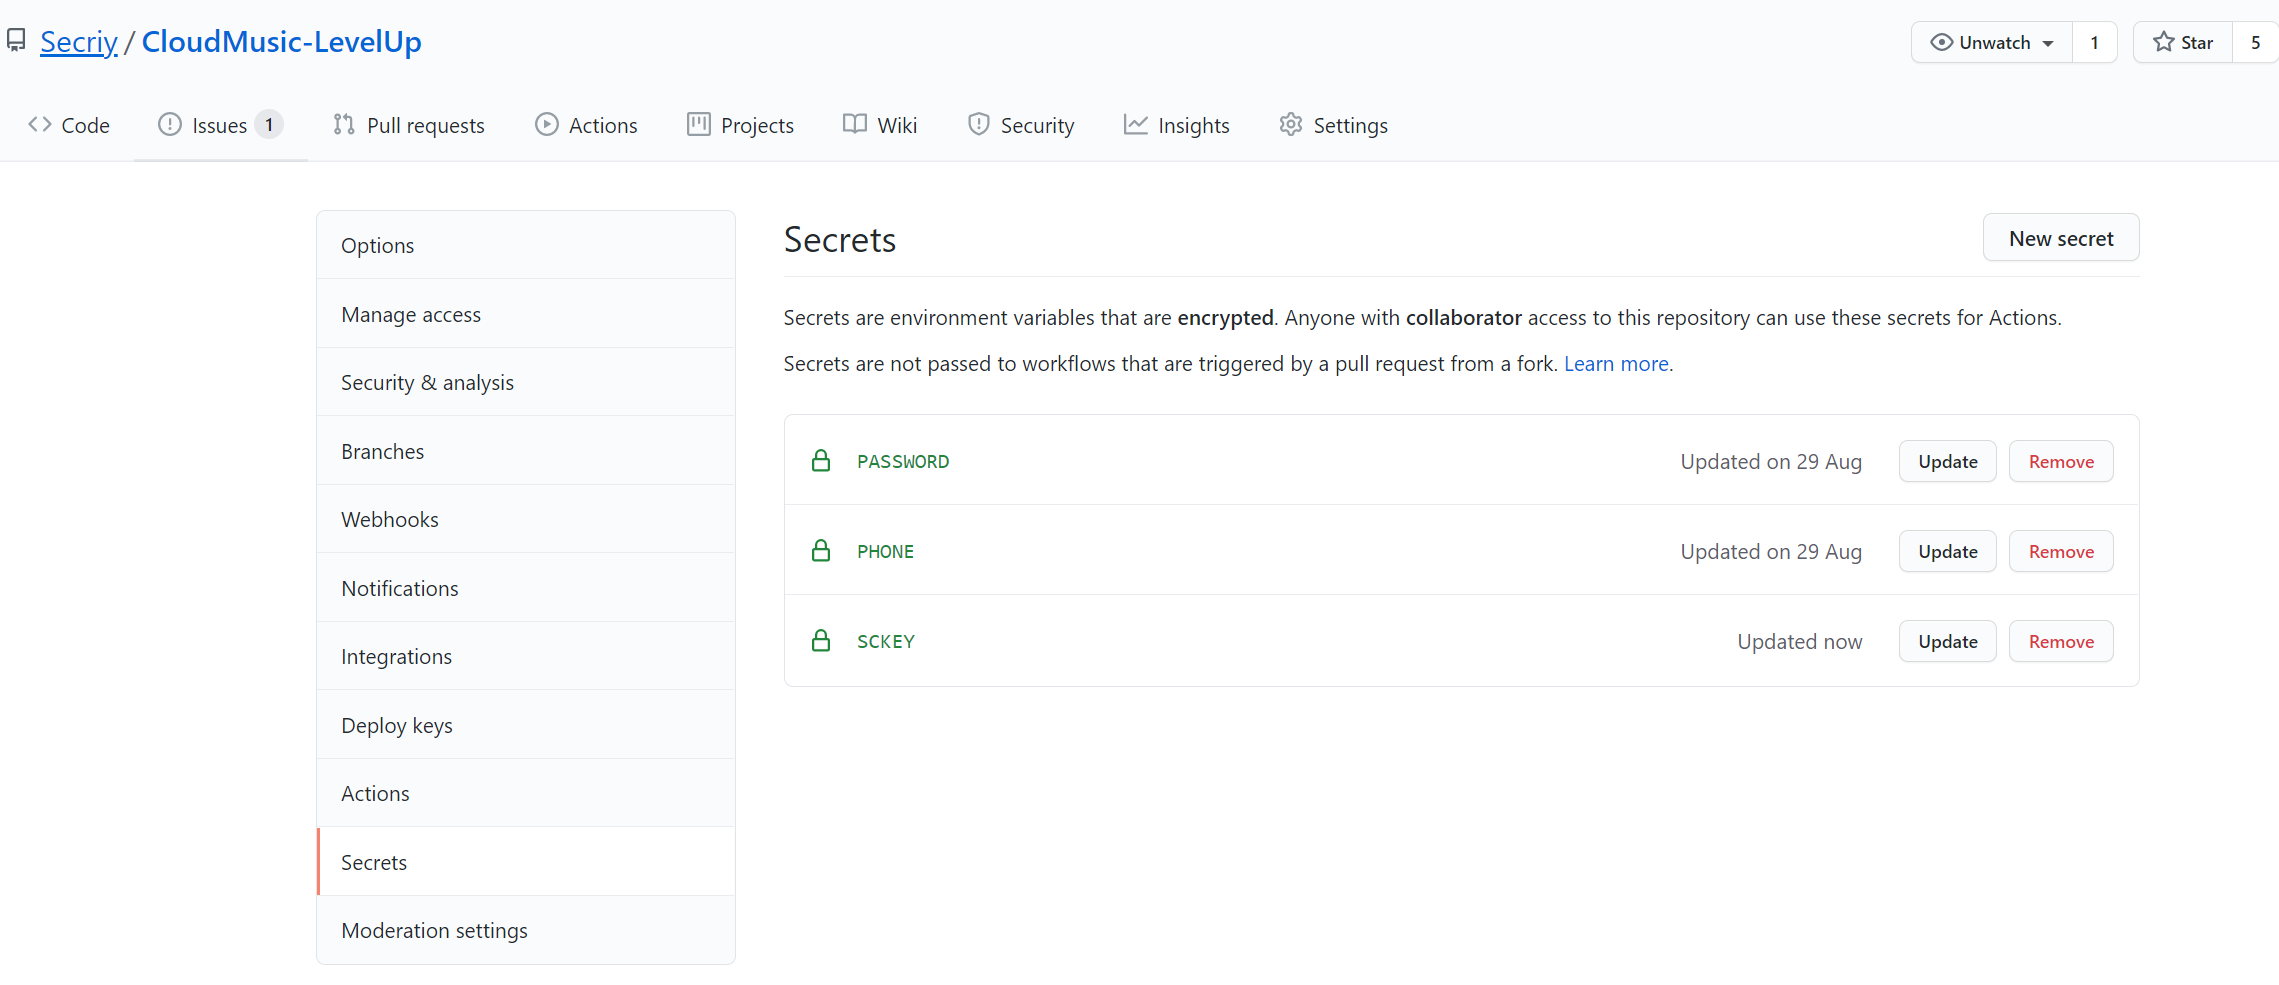 Secriy / CloudMusic-LevelUp
Unwatch 1 Star 5
Code Issues 1 Pull requests Actions Projects Wiki Security Insights Settings
Options
Manage access
Security & analysis
Branches
Webhooks
Notifications
Integrations
Deploy keys
Actions
Secrets
Moderation settings
Secrets
New secret
Secrets are environment variables that are encrypted. Anyone with collaborator access to this repository can use these secrets for Actions.
Secrets are not passed to workflows that are triggered by a pull request from a fork. Learn more.
PASSWORD Updated on 29 Aug Update Remove
PHONE Updated on 29 Aug Update Remove
SCKEY Updated now Update Remove